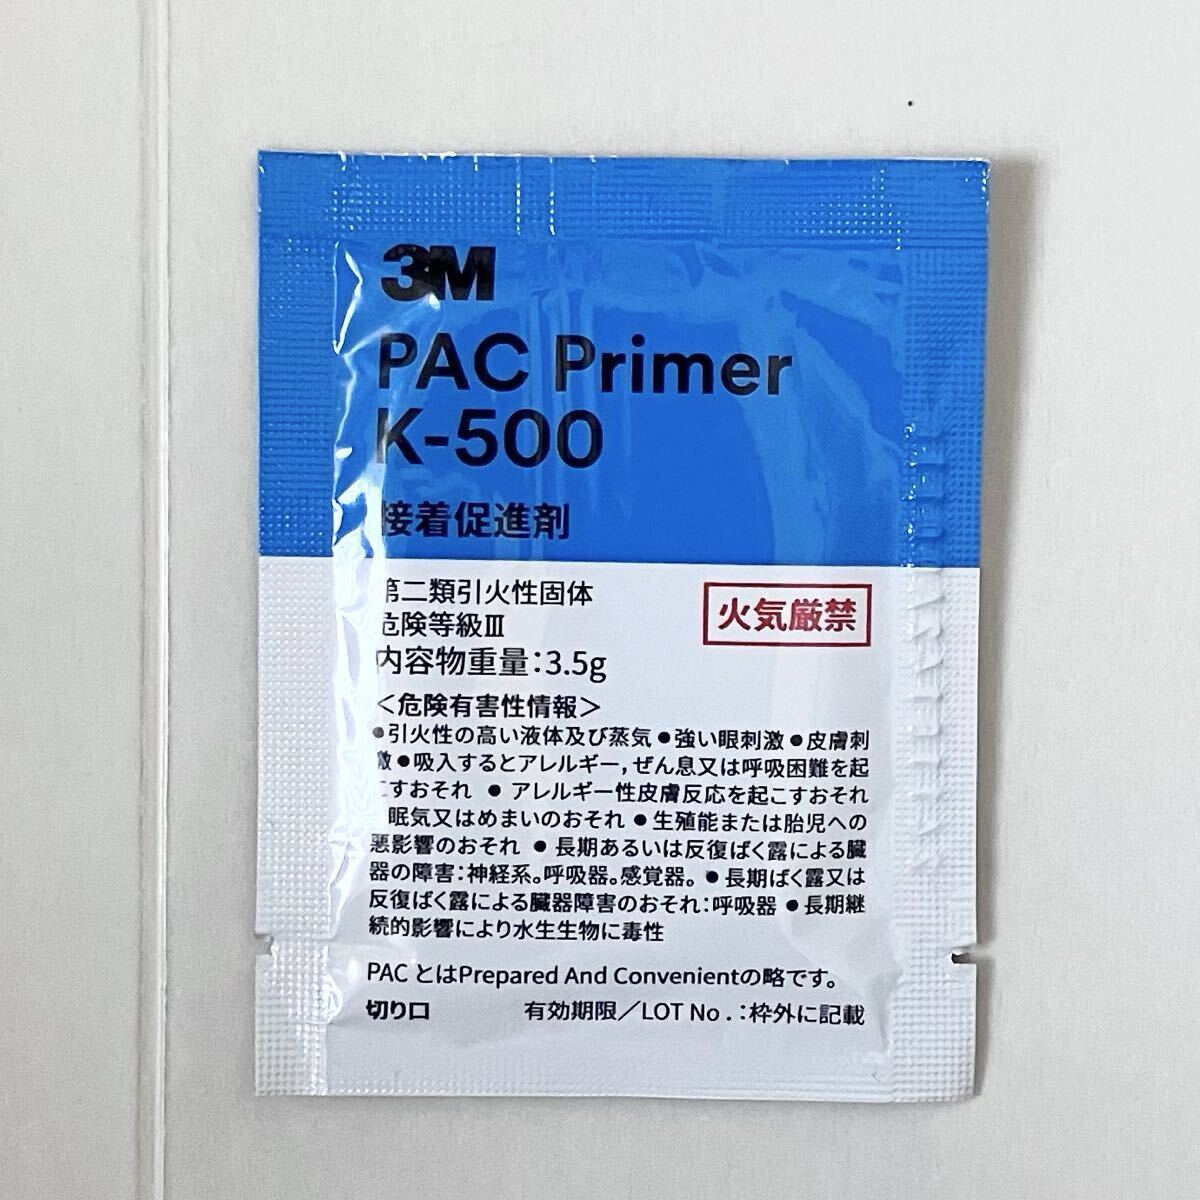 3M
PAC Primer
K-500
接着促進剤
第二類引火性固体
危険等級Ⅲ
火気厳禁
内容物重量：3.5g
＜危険有害性情報＞
●引火性の高い液体及び蒸気 ●強い眼刺激 ●皮膚刺
激 ●吸入するとアレルギー，ぜん息又は呼吸困難を起
こすおそれ ● アレルギー性皮膚反応を起こすおそれ
眠気又はめまいのおそれ ●生殖能または胎児への
悪影響のおそれ ●長期あるいは反復ばく露による臓
器の障害：神経系。呼吸器。感覚器。 ●長期ばく露又は
反復ばく露による臓器障害のおそれ：呼吸器 ●長期継
続的影響により水生生物に毒性
PAC とはPrepared And Convenientの略です。
切り口 有効期限／LOT No .：枠外に記載